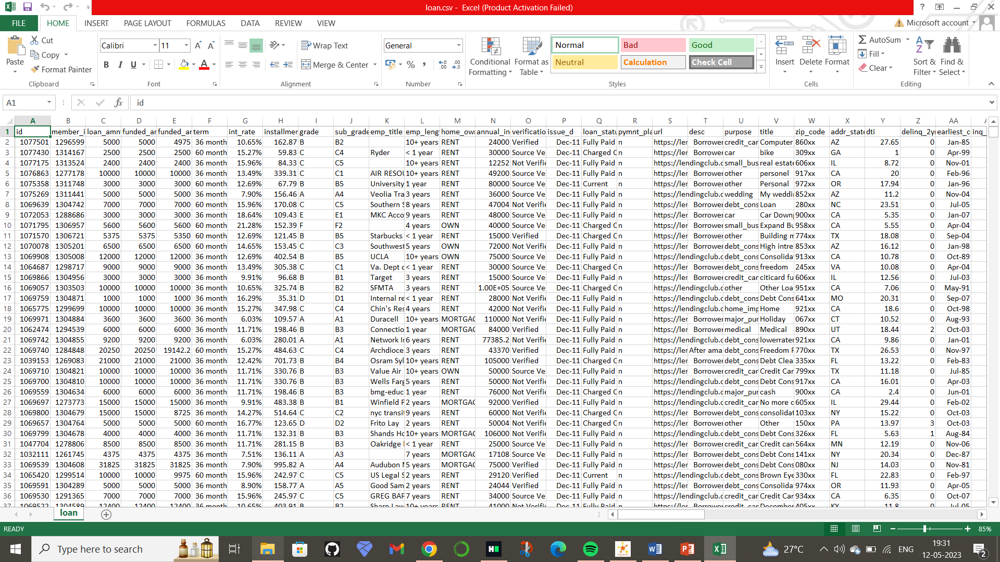 loan.csv - Excel (Product Activation Failed)
FILE HOME INSERT PAGE LAYOUT FORMULAS DATA REVIEW VIEW Microsoft account
Cut
Copy
Format Painter
Paste
Clipboard
Calibri 11
B I U
Font
Wrap Text
Merge & Center
Alignment
General
Number
Conditional Formatting
Format as Table
Normal Bad Good
Neutral Calculation Check Cell
Styles
Insert Delete Format
Cells
AutoSum
Fill
Clear
Sort & Filter
Find & Select
Editing
A1 fx id
A B C D E F G H I J K L M N O P Q R S T U V W X Y Z AA
1 id member_i loan_amn funded_ar funded_ar term int_rate installmer grade sub_grade emp_title emp_leng home_own annual_in verificatio issue_d loan_statu pymnt_pla url desc purpose title zip_code addr_state dti delinq_2y earliest_c inq_
2 1077501 1296599 5000 5000 4975 36 month 10.65% 162.87 B B2 10+ years RENT 24000 Verified Dec-11 Fully Paid n https://ler Borrower credit_car Computer 860xx AZ 27.65 0 Jan-85
3 1077430 1314167 2500 2500 2500 60 month 15.27% 59.83 C C4 Ryder < 1 year RENT 30000 Source Ve Dec-11 Charged C n https://ler Borrower car bike 309xx GA 1 0 Apr-99
4 1077175 1313524 2400 2400 2400 36 month 15.96% 84.33 C C5 10+ years RENT 12252 Not Verifi Dec-11 Fully Paid n https://lendingclub.c small_bus real estate 606xx IL 8.72 0 Nov-01
5 1076863 1277178 10000 10000 10000 36 month 13.49% 339.31 C C1 AIR RESOU 10+ years RENT 49200 Source Ve Dec-11 Fully Paid n https://ler Borrower other personel 917xx CA 20 0 Feb-96
6 1075358 1311748 3000 3000 3000 60 month 12.69% 67.79 B B5 University 1 year RENT 80000 Source Ve Dec-11 Current n https://ler Borrower other Personal 972xx OR 17.94 0 Jan-96
7 1075269 1311441 5000 5000 5000 36 month 7.90% 156.46 A A4 Veolia Tra 3 years RENT 36000 Source Ve Dec-11 Fully Paid n https://lendingclub.c wedding My weddi 852xx AZ 11.2 0 Nov-04
8 1069639 1304742 7000 7000 7000 60 month 15.96% 170.08 C C5 Southern S 8 years RENT 47004 Not Verifi Dec-11 Fully Paid n https://ler Borrower debt_cons Loan 280xx NC 23.51 0 Jul-05
9 1072053 1288686 3000 3000 3000 36 month 18.64% 109.43 E E1 MKC Acco 9 years RENT 48000 Source Ve Dec-11 Fully Paid n https://ler Borrower car Car Down 900xx CA 5.35 0 Jan-07
10 1071795 1306957 5600 5600 5600 60 month 21.28% 152.39 F F2 4 years OWN 40000 Source Ve Dec-11 Charged C n https://ler Borrower small_bus Expand Bu 958xx CA 5.55 0 Apr-04
11 1071570 1306721 5375 5375 5350 60 month 12.69% 121.45 B B5 Starbucks < 1 year RENT 15000 Verified Dec-11 Charged C n https://ler Borrower other Building m 774xx TX 18.08 0 Sep-04
12 1070078 1305201 6500 6500 6500 60 month 14.65% 153.45 C C3 Southwest 5 years OWN 72000 Not Verifi Dec-11 Fully Paid n https://ler Borrower debt_cons High intre 853xx AZ 16.12 0 Jan-98
13 1069908 1305008 12000 12000 12000 36 month 12.69% 402.54 B B5 UCLA 10+ years OWN 75000 Source Ve Dec-11 Fully Paid n https://ler Borrower debt_cons Consolida 913xx CA 10.78 0 Oct-89
14 1064687 1298717 9000 9000 9000 36 month 13.49% 305.38 C C1 Va. Dept c < 1 year RENT 30000 Source Ve Dec-11 Charged C n https://ler Borrower debt_cons freedom 245xx VA 10.08 0 Apr-04
15 1069866 1304956 3000 3000 3000 36 month 9.91% 96.68 B B1 Target 3 years RENT 15000 Source Ve Dec-11 Fully Paid n https://ler Borrower credit_car citicard fu 606xx IL 12.56 0 Jul-03
16 1069057 1303503 10000 10000 10000 36 month 10.65% 325.74 B B2 SFMTA 3 years RENT 1.00E+05 Source Ve Dec-11 Charged C n https://ler Borrower other Other Loa 951xx CA 7.06 0 May-91
17 1069759 1304871 1000 1000 1000 36 month 16.29% 35.31 D D1 Internal re < 1 year RENT 28000 Not Verifi Dec-11 Fully Paid n https://lendingclub.c debt_cons Debt Cons 641xx MO 20.31 0 Sep-07
18 1065775 1299699 10000 10000 10000 36 month 15.27% 347.98 C C4 Chin's Res 4 years RENT 42000 Not Verifi Dec-11 Fully Paid n https://lendingclub.c home_imp Home 921xx CA 18.6 0 Oct-98
19 1069971 1304884 3600 3600 3600 36 month 6.03% 109.57 A A1 Duracell 10+ years MORTGAG 110000 Not Verifi Dec-11 Fully Paid n https://ler Borrower major_pur Holiday 067xx CT 10.52 0 Aug-93
20 1062474 1294539 6000 6000 6000 36 month 11.71% 198.46 B B3 Connectio 1 year MORTGAG 84000 Verified Dec-11 Fully Paid n https://ler Borrower medical Medical 890xx UT 18.44 2 Oct-03
21 1069742 1304855 9200 9200 9200 36 month 6.03% 280.01 A A1 Network In 6 years RENT 77385.2 Not Verifi Dec-11 Fully Paid n https://lendingclub.c debt_cons lowerrater 921xx CA 9.86 0 Jan-01
22 1069740 1284848 20250 20250 19142.2 60 month 15.27% 484.63 C C4 Archdioce 3 years RENT 43370 Verified Dec-11 Fully Paid n https://ler After ama debt_cons Freedom F 770xx TX 26.53 0 Nov-97
23 1039153 1269083 21000 21000 21000 36 month 12.42% 701.73 B B4 Osram Syl 10+ years RENT 105000 Verified Dec-11 Charged C n https://ler Borrower debt_cons Debt Clea 335xx FL 13.22 0 Feb-83
24 1069710 1304821 10000 10000 10000 36 month 11.71% 330.76 B B3 Value Air 10+ years OWN 50000 Source Ve Dec-11 Fully Paid n https://ler Borrower credit_car Credit Car 799xx TX 11.18 0 Jul-85
25 1069700 1304810 10000 10000 10000 36 month 11.71% 330.76 B B3 Wells Farg 5 years RENT 50000 Not Verifi Dec-11 Fully Paid n https://lendingclub.c debt_cons Debt Cons 917xx CA 16.01 0 Apr-03
26 1069559 1304634 6000 6000 6000 36 month 11.71% 198.46 B B3 bmg-educ 1 year RENT 76000 Not Verifi Dec-11 Charged C n https://lendingclub.c major_pur cash 900xx CA 2.4 0 Jun-01
27 1069697 1273773 15000 15000 15000 36 month 9.91% 483.38 B B1 Winfield P 2 years MORTGAG 92000 Verified Dec-11 Fully Paid n https://lendingclub.c credit_car No more c 605xx IL 29.44 0 Feb-02
28 1069800 1304679 15000 15000 8725 36 month 14.27% 514.64 C C2 nyc transit 9 years RENT 60000 Not Verifi Dec-11 Charged C n https://ler Borrower debt_cons consolidat 103xx NY 15.22 0 Oct-03
29 1069657 1304764 5000 5000 5000 60 month 16.77% 123.65 D D2 Frito Lay 2 years RENT 50004 Not Verifi Dec-11 Charged C n https://ler Borrower other Other 150xx PA 13.97 3 Oct-03
30 1069799 1304678 4000 4000 4000 36 month 11.71% 132.31 B B3 Shands Ho 10+ years MORTGAG 106000 Not Verifi Dec-11 Fully Paid n https://ler Borrower debt_cons Debt Cons 326xx FL 5.63 1 Aug-84
31 1047704 1278806 8500 8500 8500 36 month 11.71% 281.15 B B3 Oakridge < 1 year RENT 25000 Source Ve Dec-11 Fully Paid n https://ler Borrower credit_car Credit car 564xx MN 12.19 0 Nov-06
32 1032111 1261745 4375 4375 4375 36 month 7.51% 136.11 A A3 7 years MORTGAG 17108 Source Ve Dec-11 Fully Paid n https://ler Borrower debt_cons Debt Cons 141xx NY 20.34 0 Dec-87
33 1069539 1304608 31825 31825 31825 36 month 7.90% 995.82 A A4 Audubon M 5 years MORTGAG 75000 Verified Dec-11 Fully Paid n https://ler Borrower debt_cons Debt Cons 080xx NJ 14.03 0 Nov-81
34 1065420 1299514 10000 10000 9975 60 month 15.96% 242.97 C C5 US Legal S 2 years RENT 29120 Verified Dec-11 Current n https://lendingclub.c debt_cons Brown Eye 330xx FL 22.83 0 Feb-97
35 1069591 1304289 5000 5000 5000 36 month 8.90% 158.77 A A5 Good Sam 2 years RENT 24044 Verified Dec-11 Fully Paid n https://lendingclub.c debt_cons Consolida 974xx OR 11.93 0 Apr-05
36 1069530 1291365 7000 7000 7000 36 month 15.96% 245.97 C C5 GREG BAR 7 years RENT 34000 Source Ve Dec-11 Fully Paid n https://ler Borrower credit_car Credit Car 934xx CA 6.35 0 Oct-07
37 1069522 1304589 12400 12400 12400 36 month 10.65% 403.91 B B2 Sharp Law 10+ years RENT 41000 Not Verifi Dec-11 Fully Paid n https://ler Borrower debt_cons December 405xx KY 11.8 0 Jul-05
loan
READY 85%
Type here to search 27°C ENG 19:31
12-05-2023 2